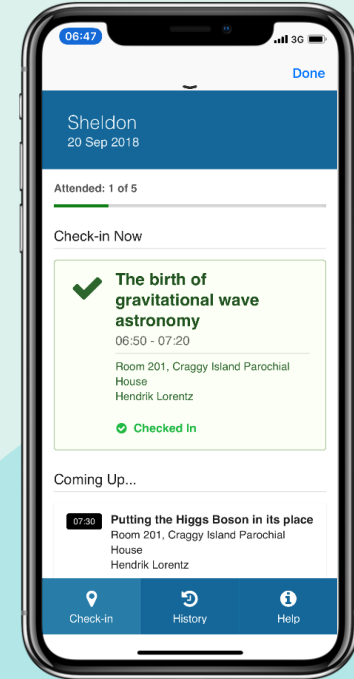 06:47
3G
Done
Sheldon
20 Sep 2018
Attended: 1 of 5
Check-in Now
The birth of
gravitational wave
astronomy
06:50 - 07:20
Room 201, Craggy Island Parochial
House
Hendrik Lorentz
Checked In
Coming Up...
07:30 Putting the Higgs Boson in its place
Room 201, Craggy Island Parochial
House
Hendrik Lorentz
Check-in History Help